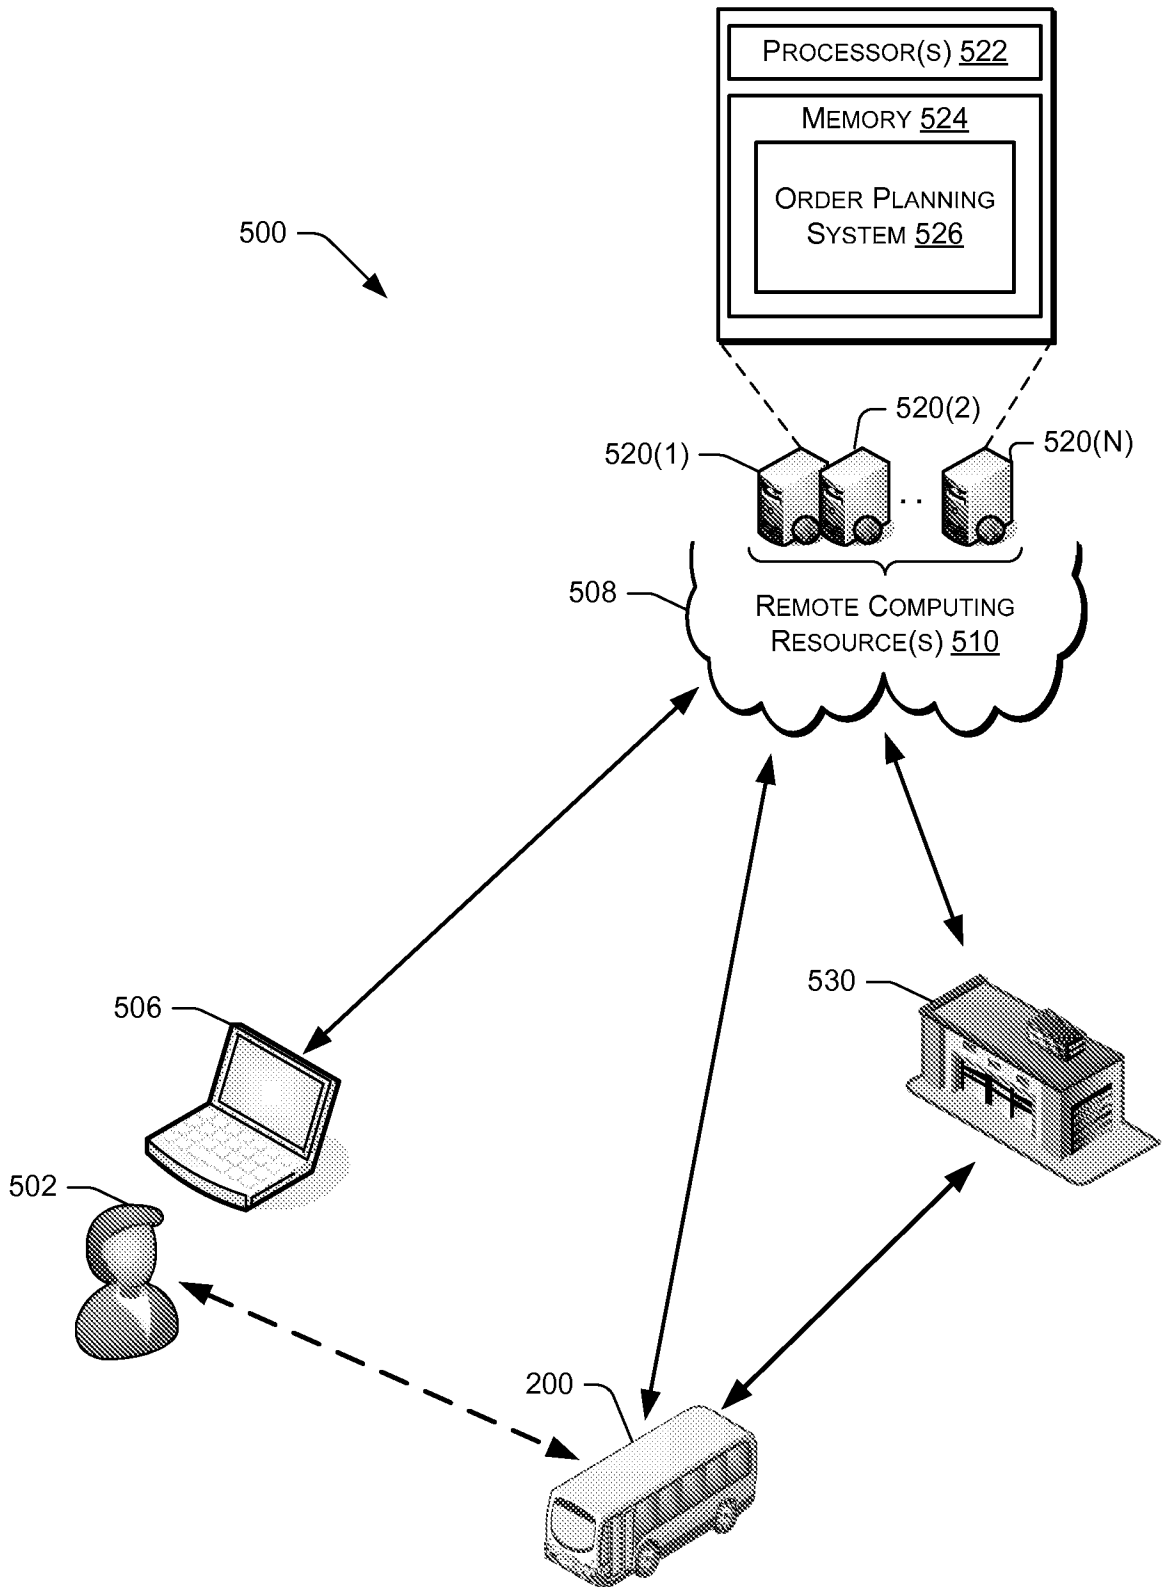 PROCESSOR(S) 522
MEMORY 524
ORDER PLANNING
SYSTEM 526
500
520(2)
520(1)
520(N)
. .
508
REMOTE COMPUTING
RESOURCE(S) 510
530
506
502
200